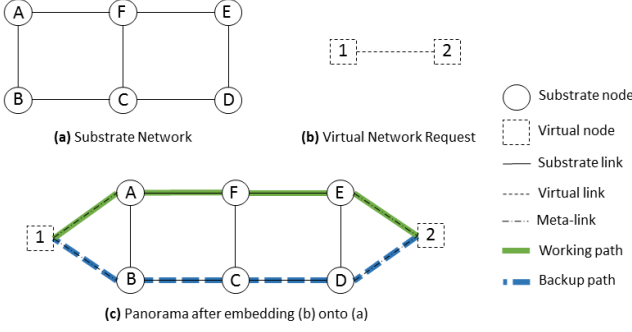 A F E
B C D
(a) Substrate Network
1 2
(b) Virtual Network Request
Substrate node
Virtual node
Substrate link
Virtual link
Meta-link
Working path
Backup path
A F E
1 2
B C D
(c) Panorama after embedding (b) onto (a)